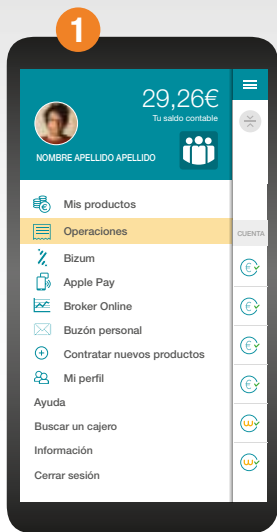 1
29,26€
Tu saldo contable
NOMBRE APELLIDO APELLIDO
Mis productos
Operaciones
CUENTA
Bizum
Apple Pay
Broker Online
Buzón personal
Contratar nuevos productos
Mi perfil
Ayuda
Buscar un cajero
Información
Cerrar sesión